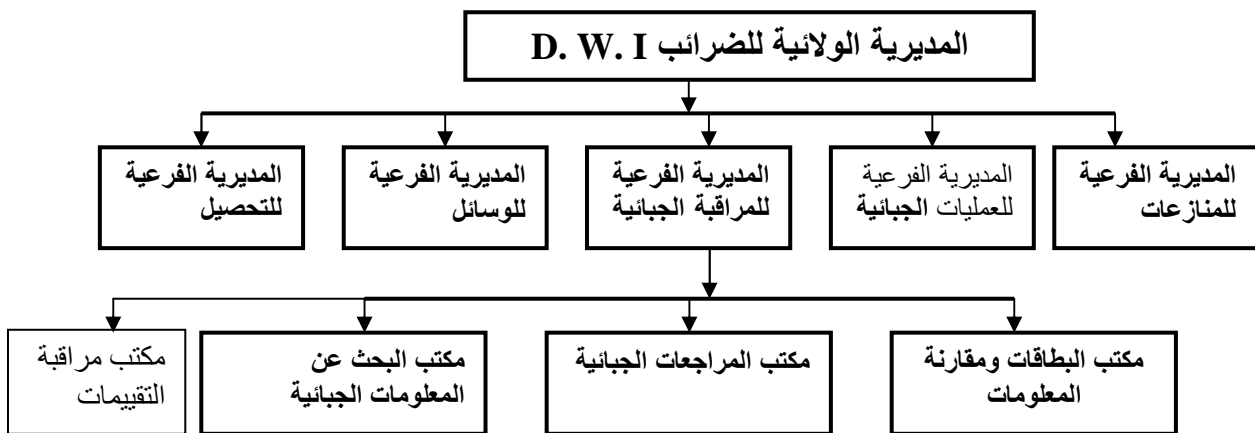 المديرية الولائية للضرائب D. W. I
المديرية الفرعية
للمنازعات
المديرية الفرعية
للعمليات الجبائية
المديرية الفرعية
للمراقبة الجبائية
المديرية الفرعية
للوسائل
المديرية الفرعية
للتحصيل
مكتب البطاقات ومقارنة
المعلومات
مكتب المراجعات الجبائية
مكتب البحث عن
المعلومات الجبائية
مكتب مراقبة
التقييمات